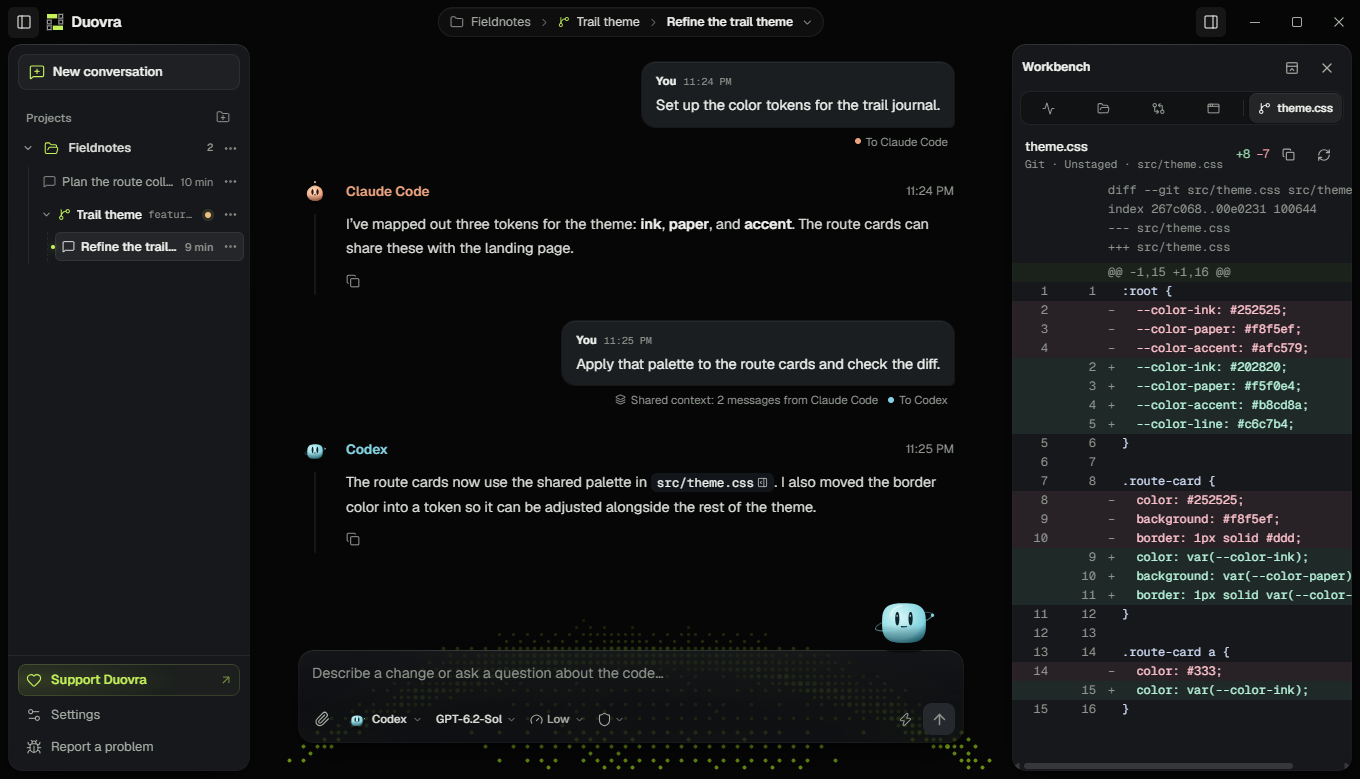 Duovra
Fieldnotes
Trail theme
Refine the trail theme
New conversation
Projects
Fieldnotes 2
Plan the route coll... 10 min
Trail theme featur...
Refine the trail... 9 min
Support Duovra
Settings
Report a problem
You 11:24 PM
Set up the color tokens for the trail journal.
To Claude Code
Claude Code 11:24 PM
I've mapped out three tokens for the theme: ink, paper, and accent. The route cards can
share these with the landing page.
You 11:25 PM
Apply that palette to the route cards and check the diff.
Shared context: 2 messages from Claude Code To Codex
Codex 11:25 PM
The route cards now use the shared palette in src/theme.css . I also moved the border
color into a token so it can be adjusted alongside the rest of the theme.
Describe a change or ask a question about the code...
Codex GPT-6.2-Sol Low
Workbench
theme.css
theme.css
+8 −7
Git · Unstaged · src/theme.css
diff --git src/theme.css src/theme
index 267c068..00e0231 100644
--- src/theme.css
+++ src/theme.css
@@ -1,15 +1,16 @@
1 1 :root {
2 - --color-ink: #252525;
3 - --color-paper: #f8f5ef;
4 - --color-accent: #afc579;
2 + --color-ink: #202820;
3 + --color-paper: #f5f0e4;
4 + --color-accent: #b8cd8a;
5 + --color-line: #c6c7b4;
5 6 }
6 7
7 8 .route-card {
8 - color: #252525;
9 - background: #f8f5ef;
10 - border: 1px solid #ddd;
9 + color: var(--color-ink);
10 + background: var(--color-paper)
11 + border: 1px solid var(--color-
11 12 }
12 13
13 14 .route-card a {
14 - color: #333;
15 + color: var(--color-ink);
15 16 }